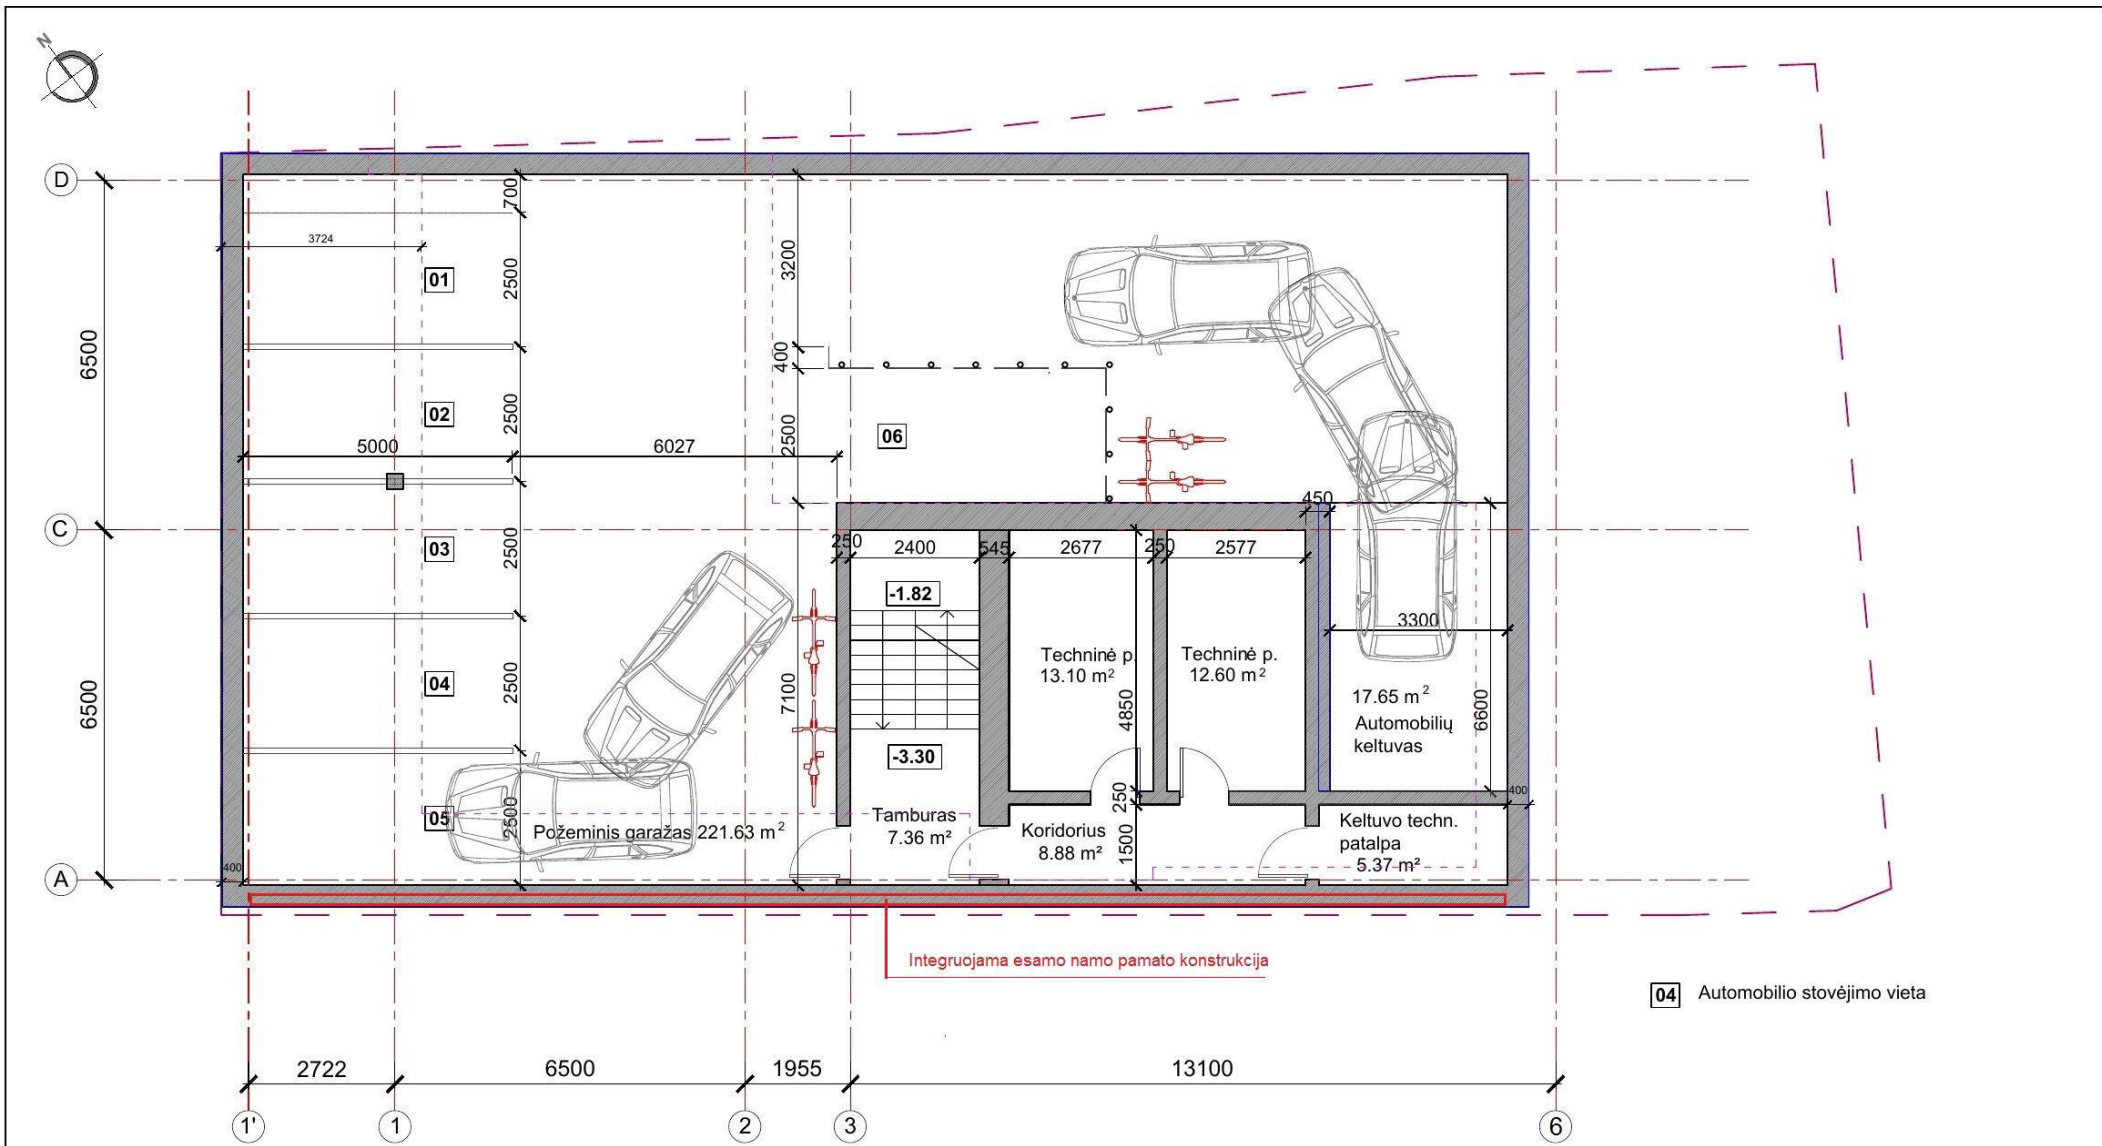 N
D
700
3724
3200
01
2500
6500
400
02
2500
2500
06
5000
6027
450
C
03
2500
250
2400
545
2677
250
2577
-1.82
3300
Techninė p.
13.10 m²
Techninė p.
12.60 m²
04
2500
7100
4850
17.65 m²
Automobilių
keltuvas
6600
6500
-3.30
05
2500
Požeminis garažas 221.63 m²
Tamburas
7.36 m²
Koridorius
8.88 m²
250
1500
Keltuvo techn.
patalpa
5.37 m²
400
400
A
Integruojama esamo namo pamato konstrukcija
04 Automobilio stovėjimo vieta
2722
6500
1955
13100
1'
1
2
3
6